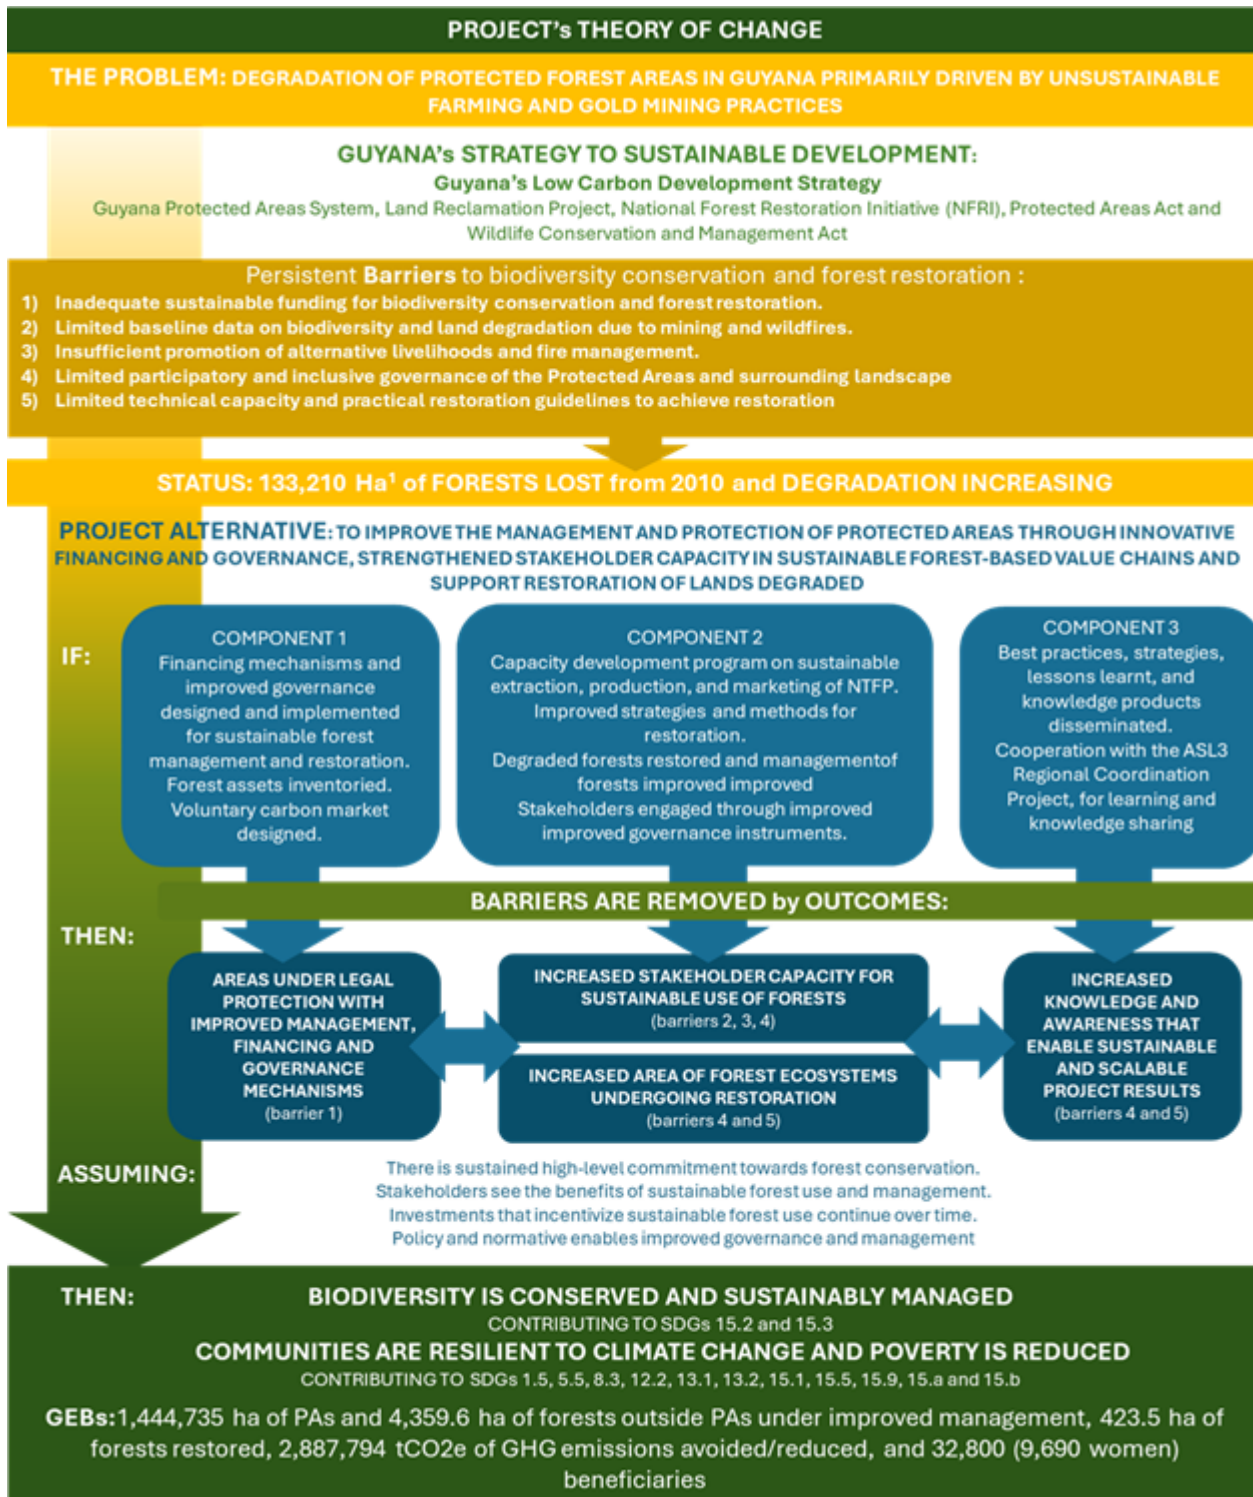 PROJECT's THEORY OF CHANGE
THE PROBLEM: DEGRADATION OF PROTECTED FOREST AREAS IN GUYANA PRIMARILY DRIVEN BY UNSUSTAINABLE
FARMING AND GOLD MINING PRACTICES
GUYANA's STRATEGY TO SUSTAINABLE DEVELOPMENT:
Guyana's Low Carbon Development Strategy
Guyana Protected Areas System, Land Reclamation Project, National Forest Restoration Initiative (NFRI), Protected Areas Act and
Wildlife Conservation and Management Act
Persistent Barriers to biodiversity conservation and forest restoration :
1) Inadequate sustainable funding for biodiversity conservation and forest restoration.
2) Limited baseline data on biodiversity and land degradation due to mining and wildfires.
3) Insufficient promotion of alternative livelihoods and fire management.
4) Limited participatory and inclusive governance of the Protected Areas and surrounding landscape
5) Limited technical capacity and practical restoration guidelines to achieve restoration
STATUS: 133,210 Ha¹ of FORESTS LOST from 2010 and DEGRADATION INCREASING
PROJECT ALTERNATIVE: TO IMPROVE THE MANAGEMENT AND PROTECTION OF PROTECTED AREAS THROUGH INNOVATIVE
FINANCING AND GOVERNANCE, STRENGTHENED STAKEHOLDER CAPACITY IN SUSTAINABLE FOREST-BASED VALUE CHAINS AND
SUPPORT RESTORATION OF LANDS DEGRADED
IF:
COMPONENT 1
Financing mechanisms and
improved governance
designed and implemented
for sustainable forest
management and restoration.
Forest assets inventoried.
Voluntary carbon market
designed.
COMPONENT 2
Capacity development program on sustainable
extraction, production, and marketing of NTFP.
Improved strategies and methods for
restoration.
Degraded forests restored and managementof
forests improved improved
Stakeholders engaged through improved
improved governance instruments.
COMPONENT 3
Best practices, strategies,
lessons learnt, and
knowledge products
disseminated.
Cooperation with the ASL3
Regional Coordination
Project, for learning and
knowledge sharing
BARRIERS ARE REMOVED by OUTCOMES:
THEN:
AREAS UNDER LEGAL
PROTECTION WITH
IMPROVED MANAGEMENT,
FINANCING AND
GOVERNANCE
MECHANISMS
(barrier 1)
INCREASED STAKEHOLDER CAPACITY FOR
SUSTAINABLE USE OF FORESTS
(barriers 2, 3, 4)
INCREASED AREA OF FOREST ECOSYSTEMS
UNDERGOING RESTORATION
(barriers 4 and 5)
INCREASED
KNOWLEDGE AND
AWARENESS THAT
ENABLE SUSTAINABLE
AND SCALABLE
PROJECT RESULTS
(barriers 4 and 5)
ASSUMING:
There is sustained high-level commitment towards forest conservation.
Stakeholders see the benefits of sustainable forest use and management.
Investments that incentivize sustainable forest use continue over time.
Policy and normative enables improved governance and management
THEN:
BIODIVERSITY IS CONSERVED AND SUSTAINABLY MANAGED
CONTRIBUTING TO SDGs 15.2 and 15.3
COMMUNITIES ARE RESILIENT TO CLIMATE CHANGE AND POVERTY IS REDUCED
CONTRIBUTING TO SDGs 1.5, 5.5, 8.3, 12.2, 13.1, 13.2, 15.1, 15.5, 15.9, 15.a and 15.b
GEBs:1,444,735 ha of PAs and 4,359.6 ha of forests outside PAs under improved management, 423.5 ha of
forests restored, 2,887,794 tCO2e of GHG emissions avoided/reduced, and 32,800 (9,690 women)
beneficiaries